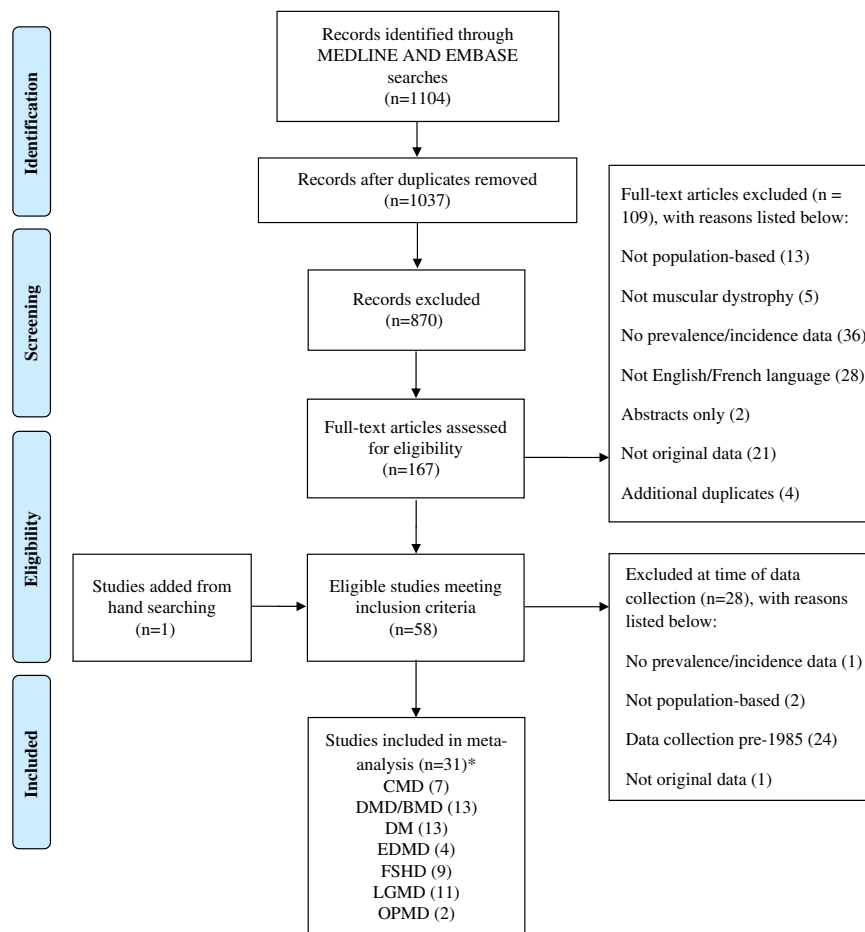 Identification
Records identified through
MEDLINE AND EMBASE
searches
(n=1104)
Records after duplicates removed
(n=1037)
Screening
Records excluded
(n=870)
Full-text articles assessed
for eligibility
(n=167)
Full-text articles excluded (n =
109), with reasons listed below:
Not population-based (13)
Not muscular dystrophy (5)
No prevalence/incidence data (36)
Not English/French language (28)
Abstracts only (2)
Not original data (21)
Additional duplicates (4)
Eligibility
Studies added from
hand searching
(n=1)
Eligible studies meeting
inclusion criteria
(n=58)
Excluded at time of data
collection (n=28), with reasons
listed below:
No prevalence/incidence data (1)
Not population-based (2)
Data collection pre-1985 (24)
Not original data (1)
Included
Studies included in meta-
analysis (n=31)*
CMD (7)
DMD/BMD (13)
DM (13)
EDMD (4)
FSHD (9)
LGMD (11)
OPMD (2)